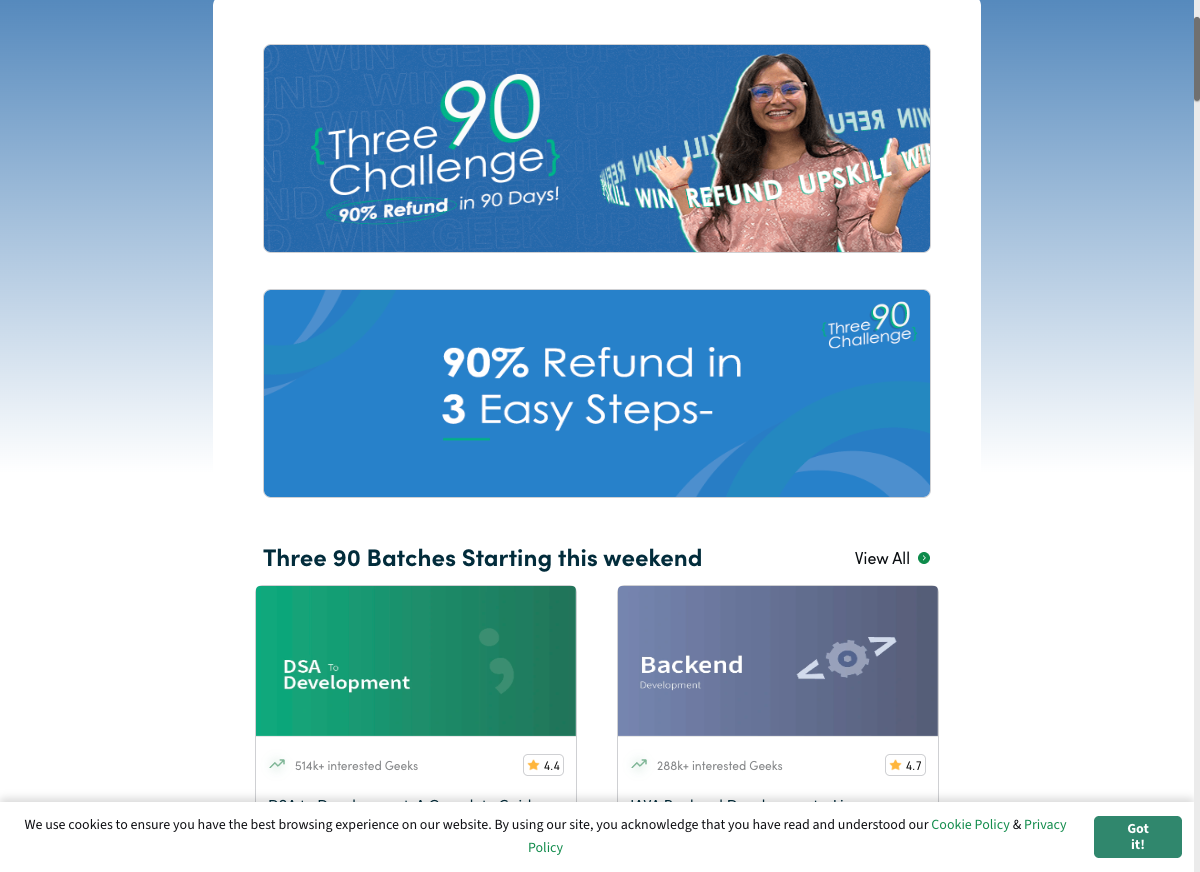 Three 90
Challenge
90% Refund in 90 Days!
WIN REFUND UPSKILL WIN
Three 90
Challenge
90% Refund in
3 Easy Steps-
Three 90 Batches Starting this weekend
View All
DSA To
Development
Backend
Development
514k+ interested Geeks
4.4
288k+ interested Geeks
4.7
We use cookies to ensure you have the best browsing experience on our website. By using our site, you acknowledge that you have read and understood our Cookie Policy & Privacy
Policy
Got
it!